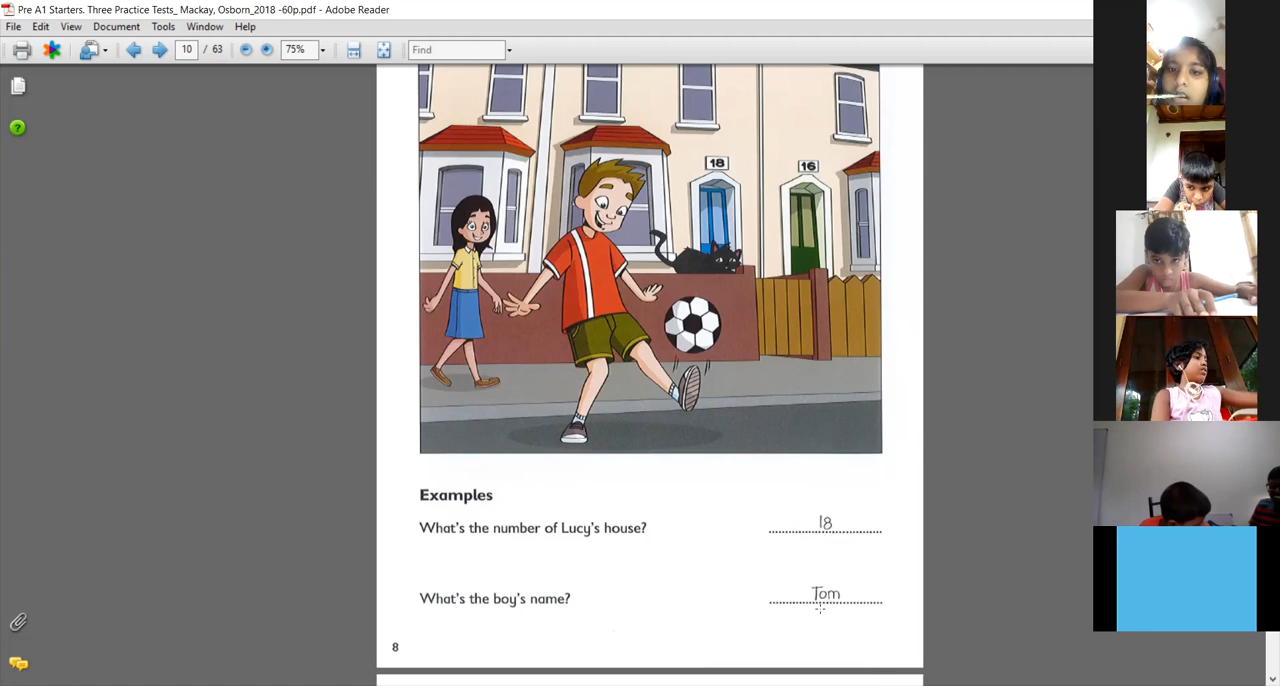 Pre A1 Starters. Three Practice Tests_ Mackay, Osborn_2018 -60p.pdf - Adobe Reader
File Edit View Document Tools Window Help
10 / 63 75% Find
18
16
Examples
What's the number of Lucy's house? 18
What's the boy's name? Tom
8